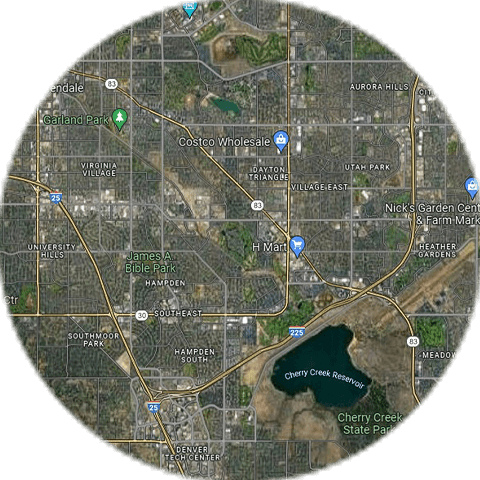 AURORA HILLS
83
endale
CIT
Garland Park
Costco Wholesale
VIRGINIA
VILLAGE
DAYTON
TRIANGLE
UTAH PARK
VILLAGE EAST
25
83
Nick's Garden Cent
& Farm Mark
UNIVERSITY
HILLS
H Mart
HEATHER
GARDENS
James A
Bible Park
HAMPDEN
Ctr
30
SOUTHEAST
225
SOUTHMOOR
PARK
83
HAMPDEN
SOUTH
MEADOW
Cherry Creek Reservoir
25
Cherry Creek
State Park
DENVER
TECH CENTER